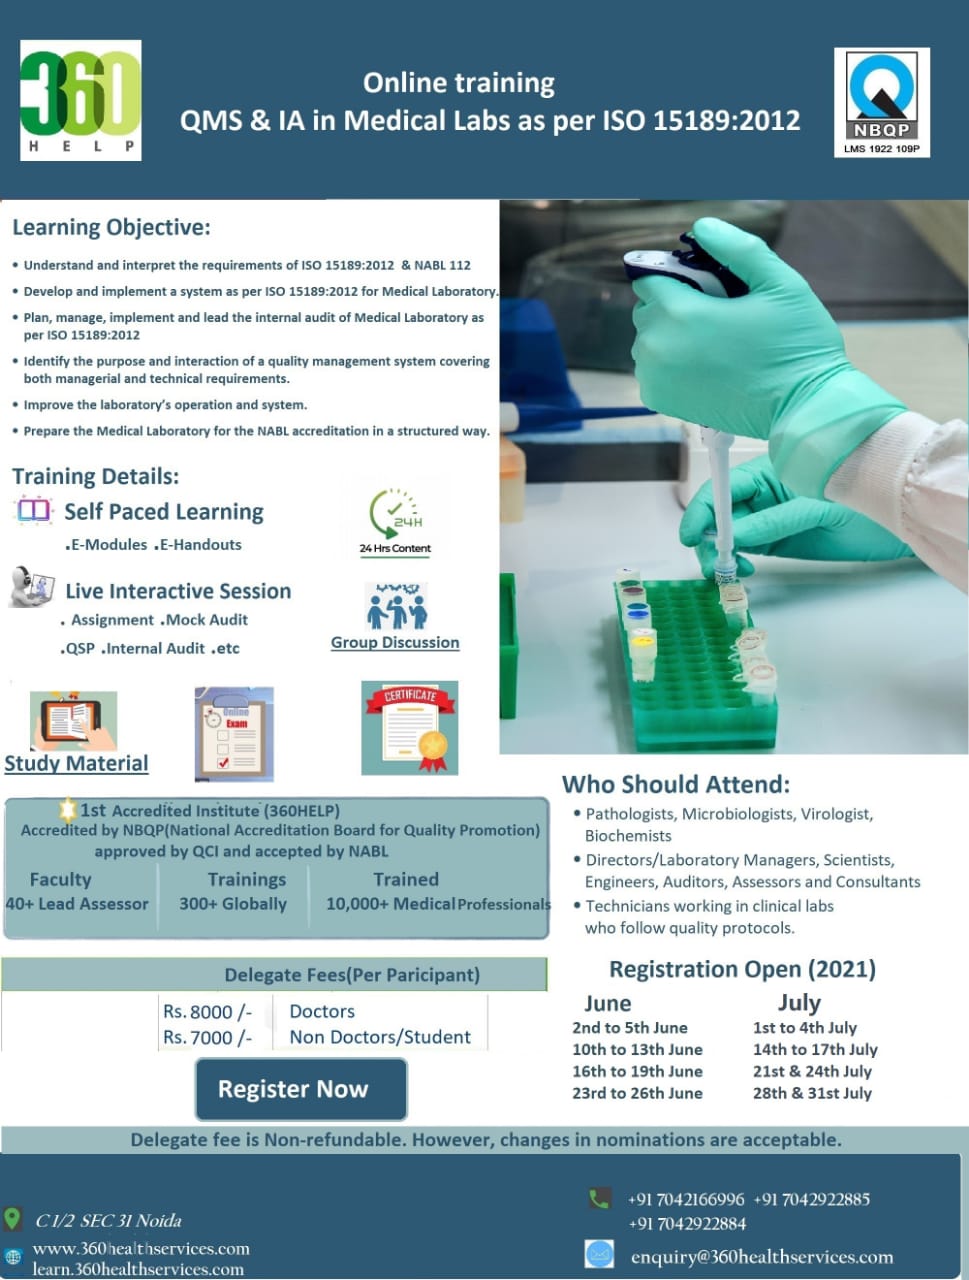 360
HELP
Online training
QMS & IA in Medical Labs as per ISO 15189:2012
NBQP
LMS 1922 109P
Learning Objective:
• Understand and interpret the requirements of ISO 15189:2012 & NABL 112
• Develop and implement a system as per ISO 15189:2012 for Medical Laboratory.
• Plan, manage, implement and lead the internal audit of Medical Laboratory as
per ISO 15189:2012
• Identify the purpose and interaction of a quality management system covering
both managerial and technical requirements.
• Improve the laboratory's operation and system.
• Prepare the Medical Laboratory for the NABL accreditation in a structured way.
Training Details:
Self Paced Learning
.E-Modules .E-Handouts
24H
24 Hrs Content
Live Interactive Session
. Assignment .Mock Audit
.QSP .Internal Audit .etc
Group Discussion
Study Material
Online
Exam
CERTIFICATE
1st Accredited Institute (360HELP)
Accredited by NBQP(National Accreditation Board for Quality Promotion)
approved by QCI and accepted by NABL
Faculty Trainings Trained
40+ Lead Assessor 300+ Globally 10,000+ Medical Professionals
Who Should Attend:
• Pathologists, Microbiologists, Virologist,
Biochemists
• Directors/Laboratory Managers, Scientists,
Engineers, Auditors, Assessors and Consultants
• Technicians working in clinical labs
who follow quality protocols.
Delegate Fees(Per Paricipant)
Rs. 8000 /- Doctors
Rs. 7000 /- Non Doctors/Student
Register Now
Registration Open (2021)
June July
2nd to 5th June 1st to 4th July
10th to 13th June 14th to 17th July
16th to 19th June 21st & 24th July
23rd to 26th June 28th & 31st July
Delegate fee is Non-refundable. However, changes in nominations are acceptable.
C 1/2 SEC 31 Noida
www.360healthservices.com
learn.360healthservices.com
+91 7042166996 +91 7042922885
+91 7042922884
enquiry@360healthservices.com